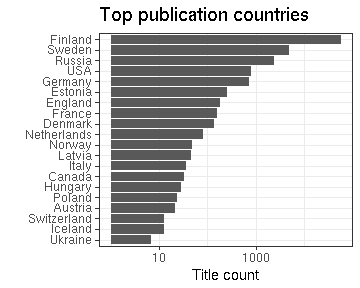 Top publication countries
Finland
Sweden
Russia
USA
Germany
Estonia
England
France
Denmark
Netherlands
Norway
Latvia
Italy
Canada
Hungary
Poland
Austria
Switzerland
Iceland
Ukraine
10 1000
Title count